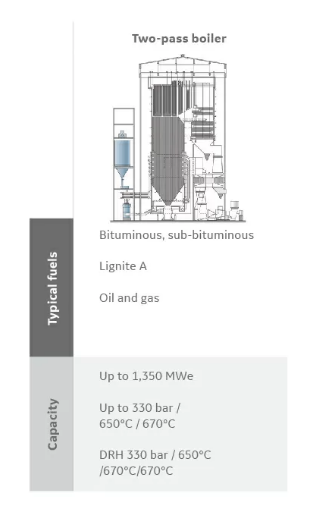 Two-pass boiler
Typical fuels
Bituminous, sub-bituminous
Lignite A
Oil and gas
Capacity
Up to 1,350 MWe
Up to 330 bar /
650°C / 670°C
DRH 330 bar / 650°C
/670°C/670°C